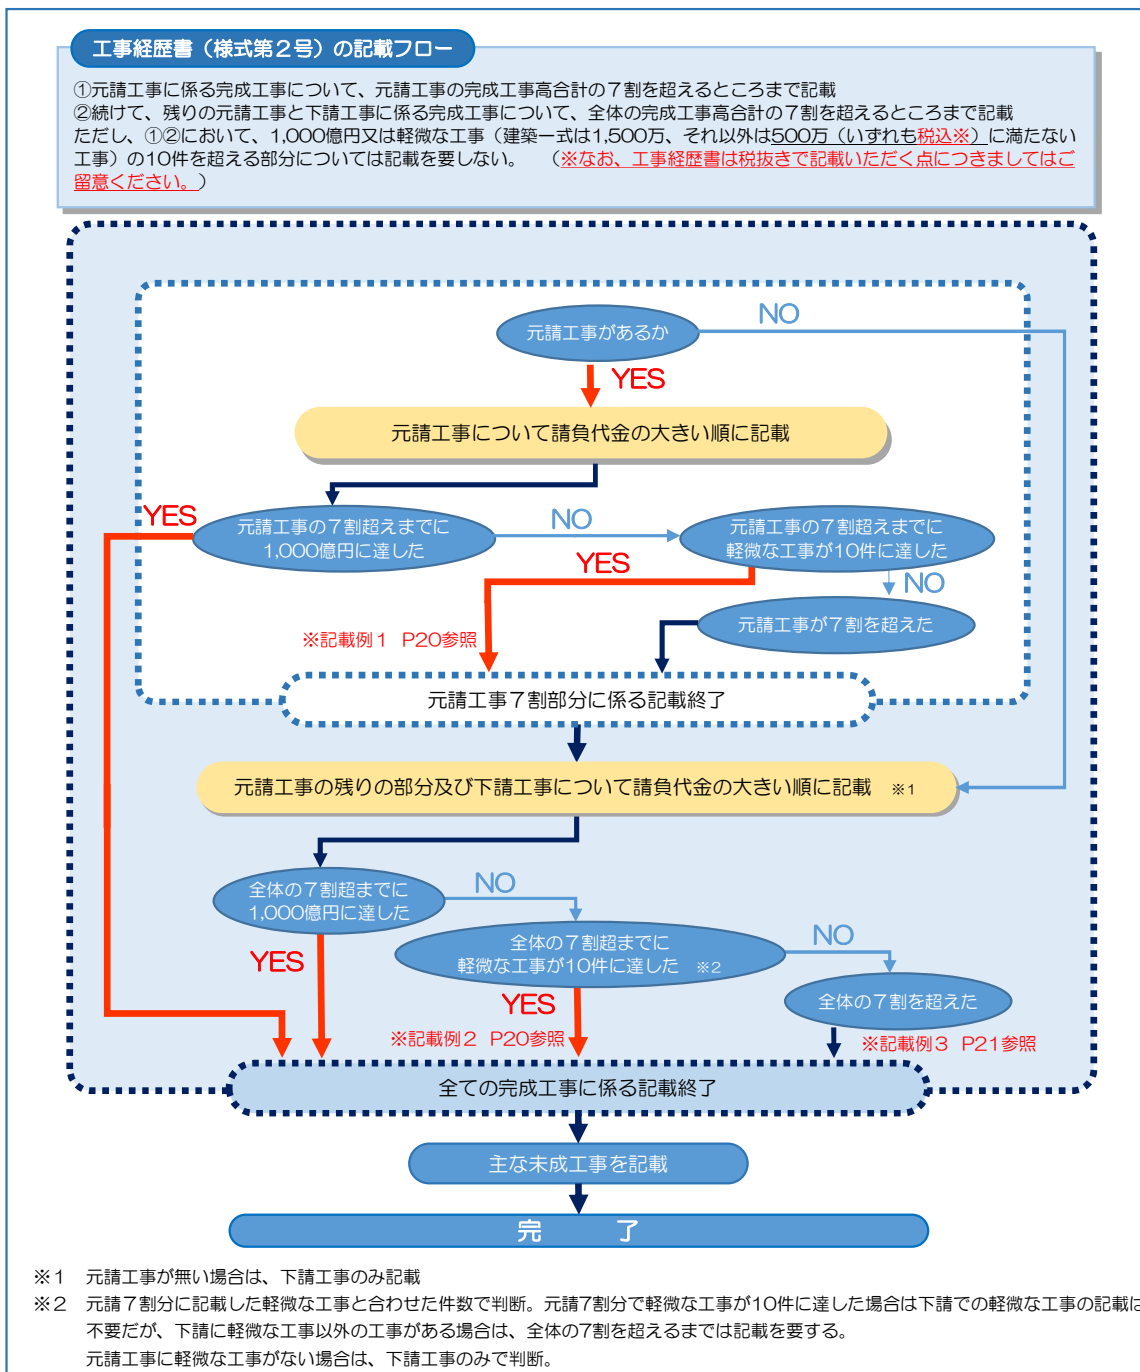 工事経歴書（様式第２号）の記載フロー
①元請工事に係る完成工事について、元請工事の完成工事高合計の７割を超えるところまで記載
②続けて、残りの元請工事と下請工事に係る完成工事について、全体の完成工事高合計の７割を超えるところまで記載
ただし、①②において、1,000億円又は軽微な工事（建築一式は1,500万、それ以外は500万（いずれも税込※）に満たない
工事）の10件を超える部分については記載を要しない。　（※なお、工事経歴書は税抜きで記載いただく点につきましてはご
留意ください。）
元請工事があるか
NO
YES
元請工事について請負代金の大きい順に記載
YES
元請工事の７割超えまでに
1,000億円に達した
NO
元請工事の７割超えまでに
軽微な工事が10件に達した
YES
NO
元請工事が７割を超えた
※記載例１　P20参照
元請工事７割部分に係る記載終了
元請工事の残りの部分及び下請工事について請負代金の大きい順に記載　※１
全体の７割超までに
1,000億円に達した
NO
全体の７割超までに
軽微な工事が10件に達した　※２
NO
YES
YES
全体の７割を超えた
※記載例２　P20参照
※記載例３　P21参照
全ての完成工事に係る記載終了
主な未成工事を記載
完　　了
※１　元請工事が無い場合は、下請工事のみ記載
※２　元請７割分に記載した軽微な工事と合わせた件数で判断。元請7割分で軽微な工事が10件に達した場合は下請での軽微な工事の記載は
不要だが、下請に軽微な工事以外の工事がある場合は、全体の７割を超えるまでは記載を要する。
元請工事に軽微な工事がない場合は、下請工事のみで判断。